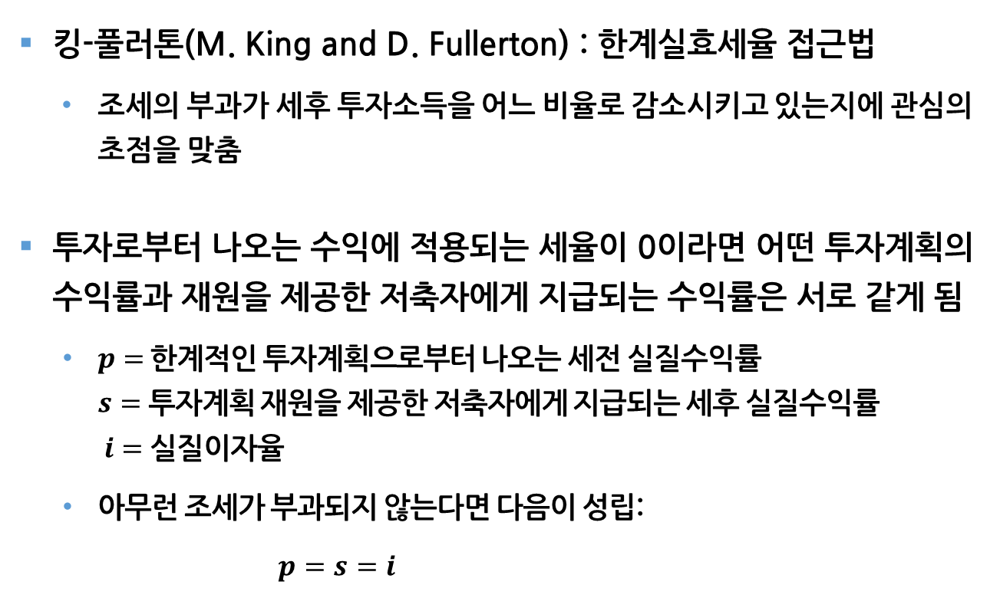 ▪ 킹-풀러톤(M. King and D. Fullerton) : 한계실효세율 접근법
• 조세의 부과가 세후 투자소득을 어느 비율로 감소시키고 있는지에 관심의
초점을 맞춤
▪ 투자로부터 나오는 수익에 적용되는 세율이 0이라면 어떤 투자계획의
수익률과 재원을 제공한 저축자에게 지급되는 수익률은 서로 같게 됨
• p = 한계적인 투자계획으로부터 나오는 세전 실질수익률
s = 투자계획 재원을 제공한 저축자에게 지급되는 세후 실질수익률
i = 실질이자율
• 아무런 조세가 부과되지 않는다면 다음이 성립:
p = s = i